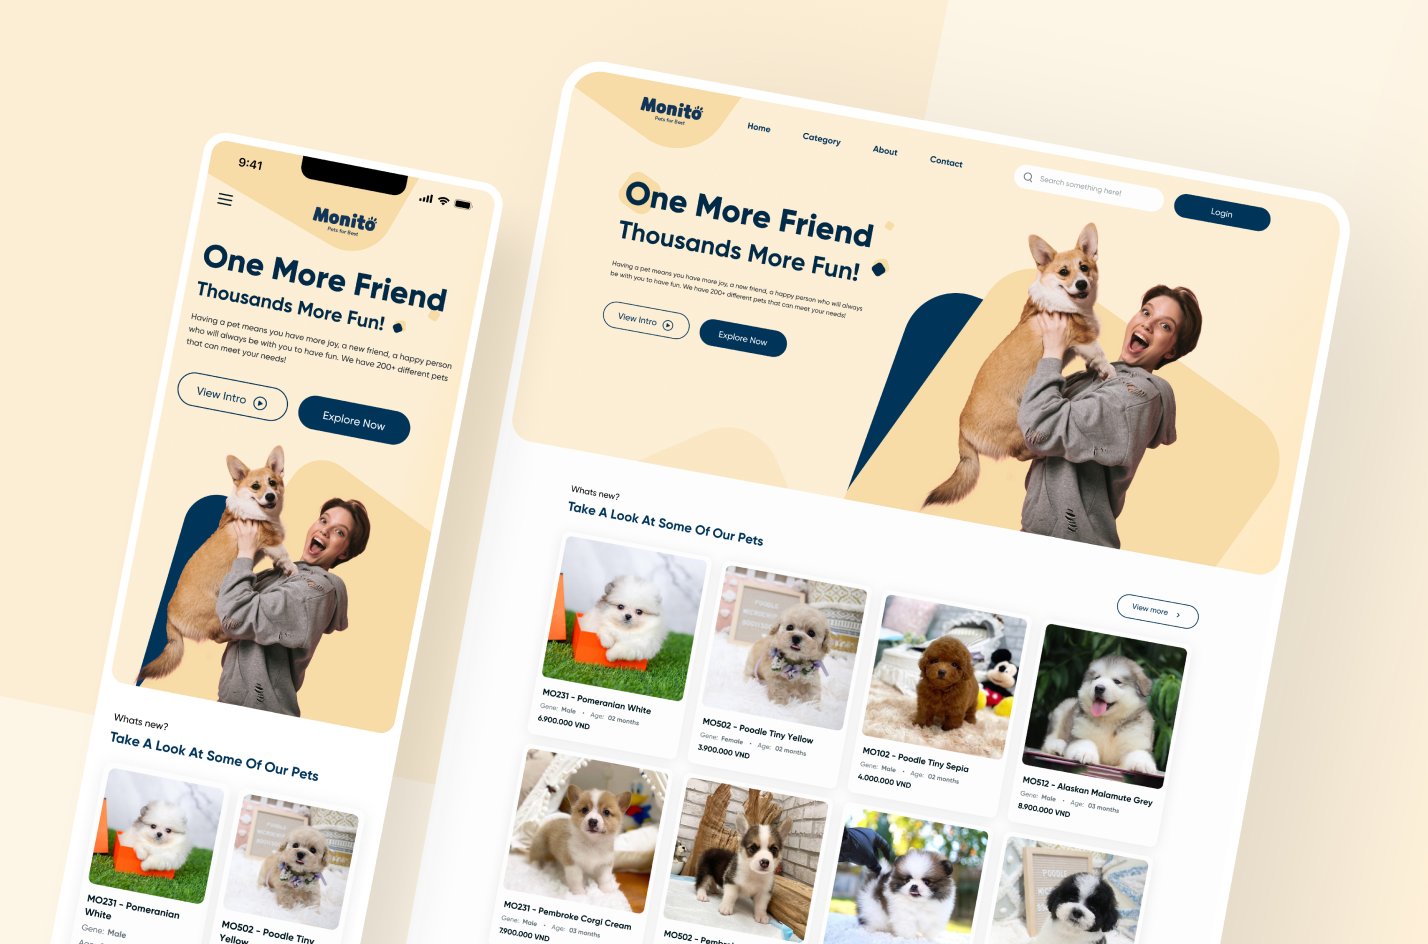 9:41
Monito
Pets for Best
One More Friend
Thousands More Fun!
Having a pet means you have more joy, a new friend, a happy person
who will always be with you to have fun. We have 200+ different pets
that can meet your needs!
View Intro
Explore Now
Whats new?
Take A Look At Some Of Our Pets
MO231 - Pomeranian
White
Gene: Male
MO502 - Poodle Tiny
Yellow
Monito
Pets for Best
Home
Category
About
Contact
Search something here!
Login
One More Friend
Thousands More Fun!
Having a pet means you have more joy, a new friend, a happy person who will always
be with you to have fun. We have 200+ different pets that can meet your needs!
View Intro
Explore Now
Whats new?
Take A Look At Some Of Our Pets
View more
MO231 - Pomeranian White
Gene: Male • Age: 02 months
6.900.000 VND
MO502 - Poodle Tiny Yellow
Gene: Female • Age: 02 months
3.900.000 VND
MO102 - Poodle Tiny Sepia
Gene: Male • Age: 02 months
4.000.000 VND
MO512 - Alaskan Malamute Grey
Gene: Male • Age: 03 months
8.900.000 VND
MO231 - Pembroke Corgi Cream
Gene: Male • Age: 03 months
7.900.000 VND
MO502 -